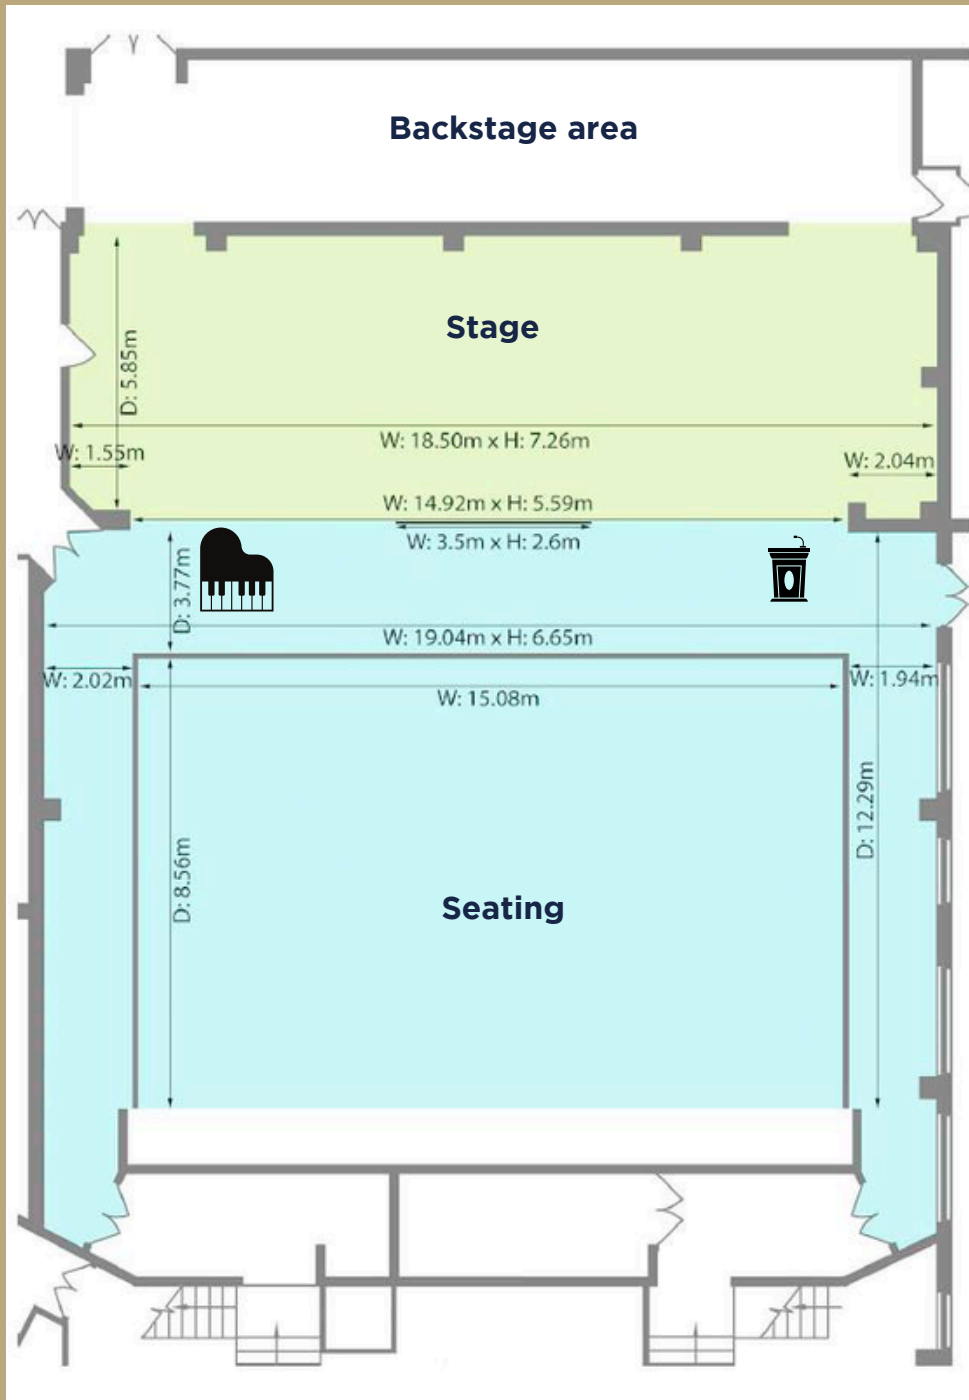 Backstage area
Stage
D: 5.85m
W: 18.50m x H: 7.26m
W: 1.55m
W: 2.04m
W: 14.92m x H: 5.59m
W: 3.5m x H: 2.6m
D: 3.77m
W: 19.04m x H: 6.65m
W: 2.02m
W: 1.94m
W: 15.08m
D: 12.29m
D: 8.56m
Seating